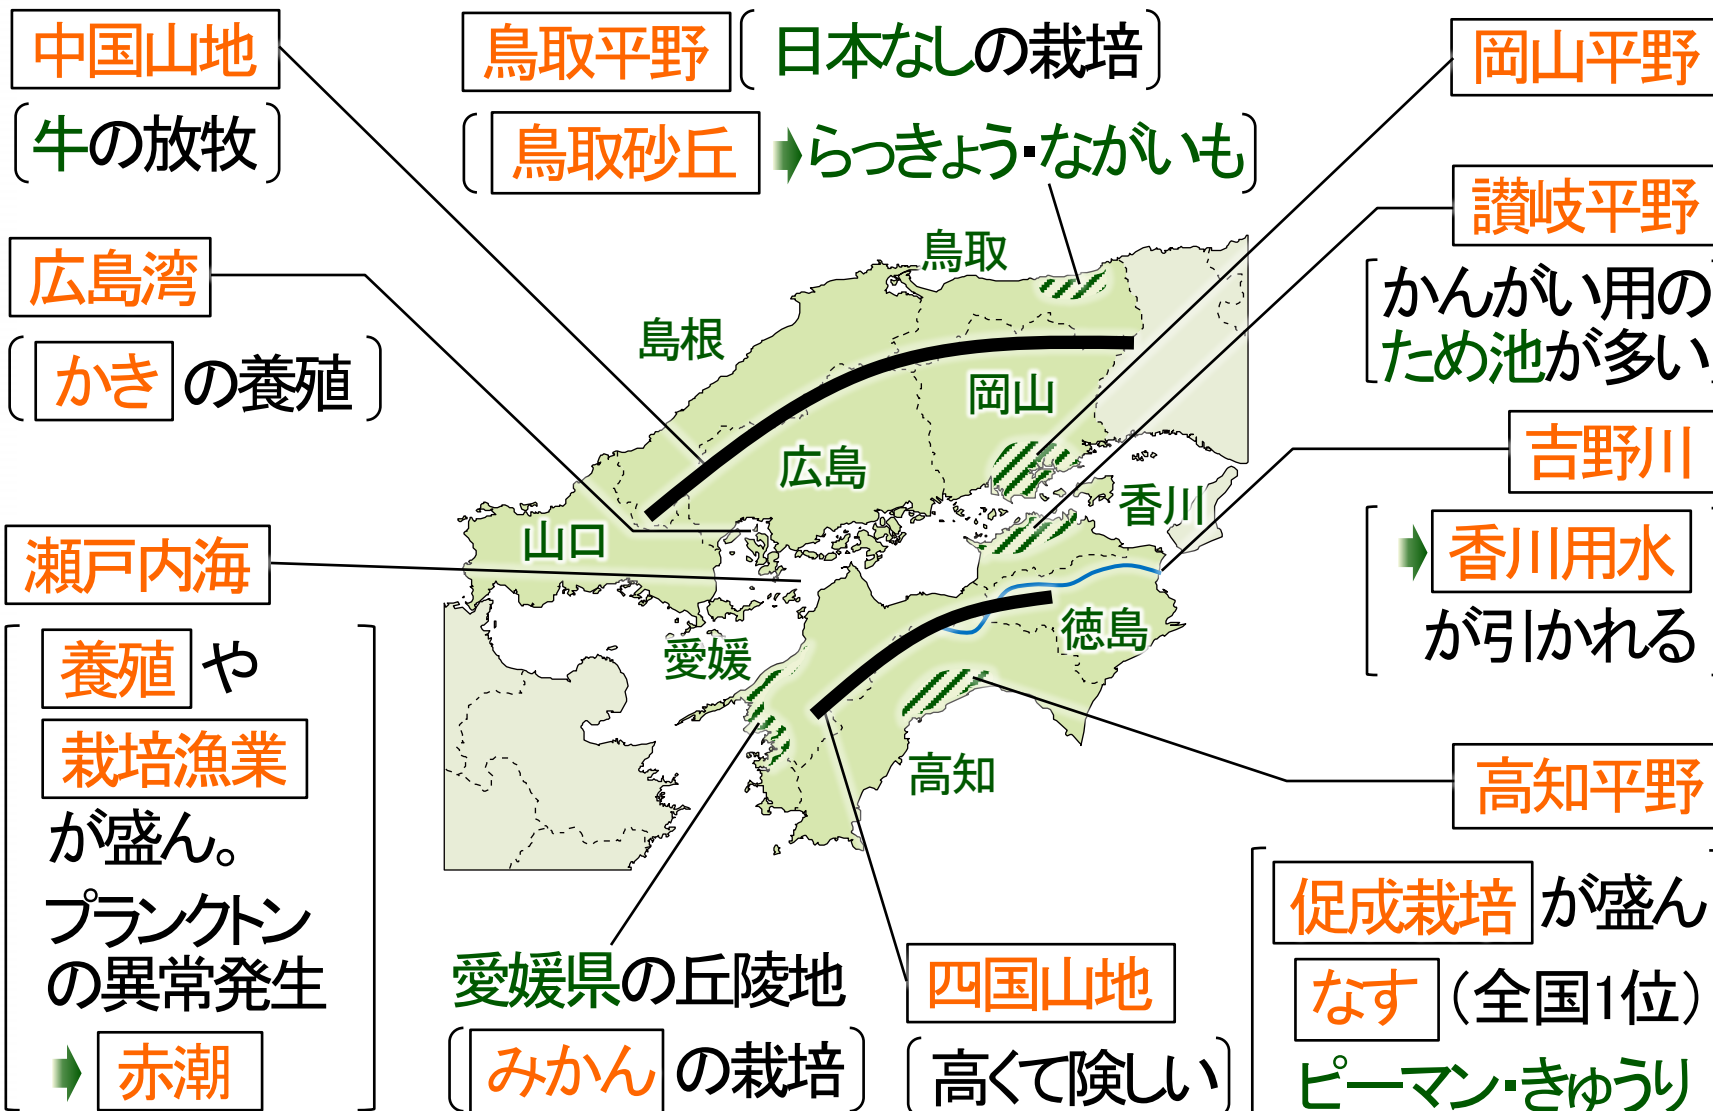 中国山地
牛の放牧
鳥取平野 日本なしの栽培
鳥取砂丘 らっきょう・ながいも
岡山平野
讃岐平野
かんがい用の
ため池が多い
広島湾
かきの養殖
吉野川
香川用水
が引かれる
瀬戸内海
養殖や
栽培漁業
が盛ん。
プランクトン
の異常発生
赤潮
鳥取
島根
岡山
広島
山口
香川
徳島
愛媛
高知
愛媛県の丘陵地
みかんの栽培
四国山地
高くて険しい
高知平野
促成栽培が盛ん
なす(全国1位)
ピーマン・きゅうり